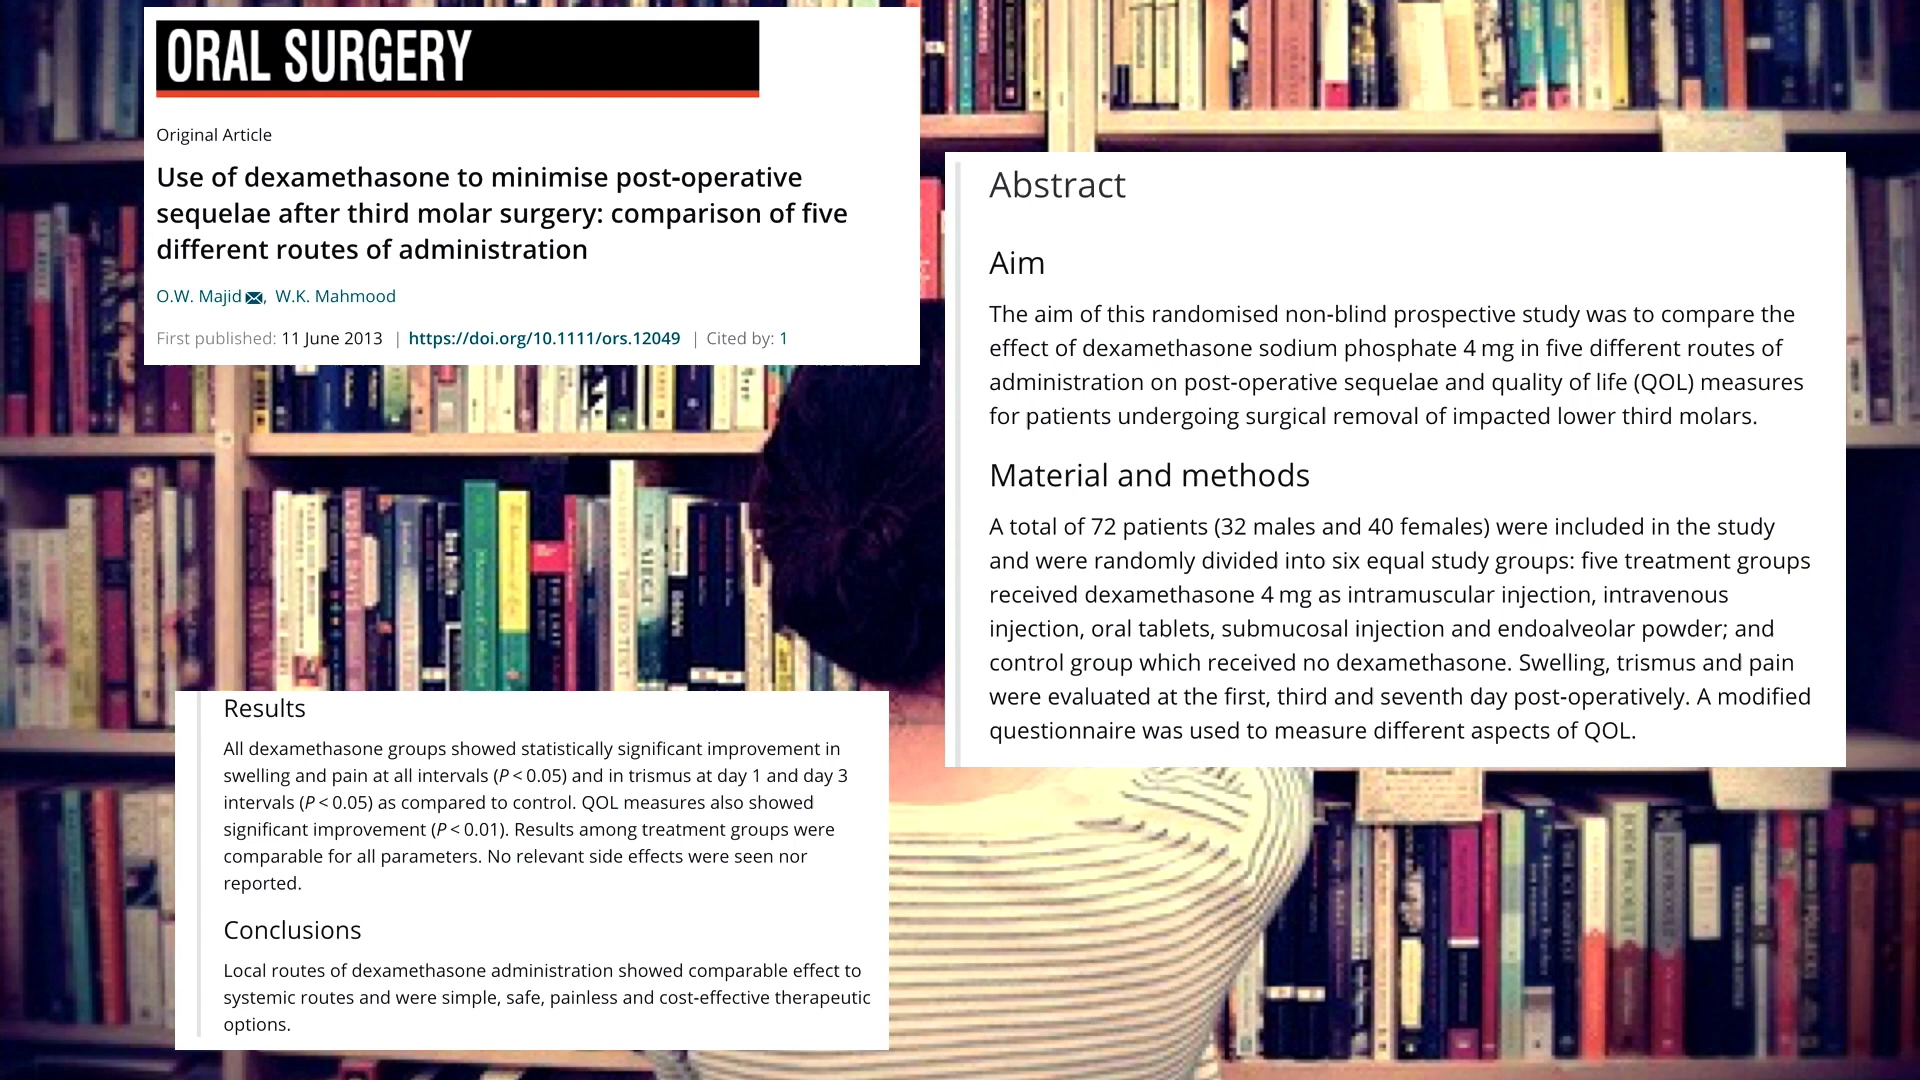 ORAL SURGERY
Original Article
Use of dexamethasone to minimise post-operative
sequelae after third molar surgery: comparison of five
different routes of administration
O.W. Majid, W.K. Mahmood
First published: 11 June 2013 | https://doi.org/10.1111/ors.12049 | Cited by: 1
Abstract
Aim
The aim of this randomised non-blind prospective study was to compare the
effect of dexamethasone sodium phosphate 4 mg in five different routes of
administration on post-operative sequelae and quality of life (QOL) measures
for patients undergoing surgical removal of impacted lower third molars.
Material and methods
A total of 72 patients (32 males and 40 females) were included in the study
and were randomly divided into six equal study groups: five treatment groups
received dexamethasone 4 mg as intramuscular injection, intravenous
injection, oral tablets, submucosal injection and endoalveolar powder; and
control group which received no dexamethasone. Swelling, trismus and pain
were evaluated at the first, third and seventh day post-operatively. A modified
questionnaire was used to measure different aspects of QOL.
Results
All dexamethasone groups showed statistically significant improvement in
swelling and pain at all intervals (P < 0.05) and in trismus at day 1 and day 3
intervals (P < 0.05) as compared to control. QOL measures also showed
significant improvement (P < 0.01). Results among treatment groups were
comparable for all parameters. No relevant side effects were seen nor
reported.
Conclusions
Local routes of dexamethasone administration showed comparable effect to
systemic routes and were simple, safe, painless and cost-effective therapeutic
options.